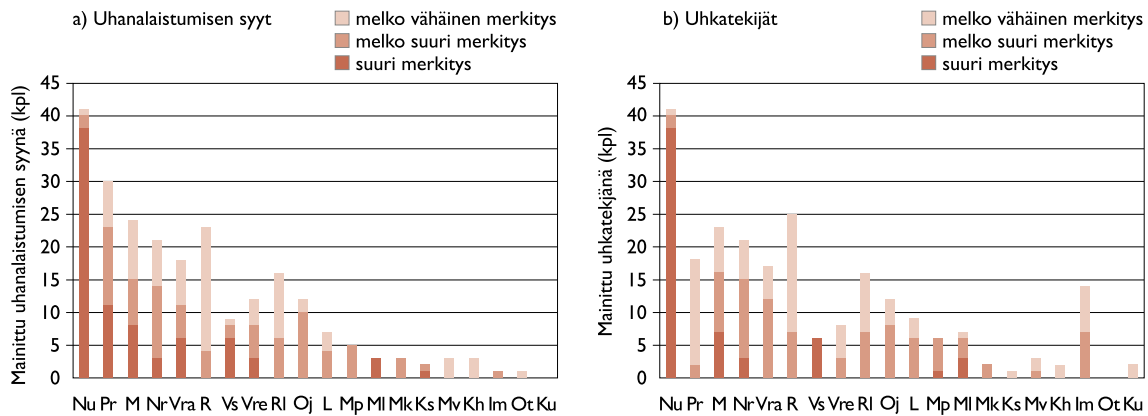 a) Uhanalaistumisen syyt
melko vähäinen merkitys
melko suuri merkitys
suuri merkitys
Mainittu uhanalaistumisen syynä (kpl)
45
40
35
30
25
20
15
10
5
0
Nu Pr M Nr Vra R Vs Vre Rl Oj L Mp Ml Mk Ks Mv Kh Im Ot Ku
b) Uhkatekijät
melko vähäinen merkitys
melko suuri merkitys
suuri merkitys
Mainittu uhkatekjänä (kpl)
45
40
35
30
25
20
15
10
5
0
Nu Pr M Nr Vra R Vs Vre Rl Oj L Mp Ml Mk Ks Mv Kh Im Ot Ku